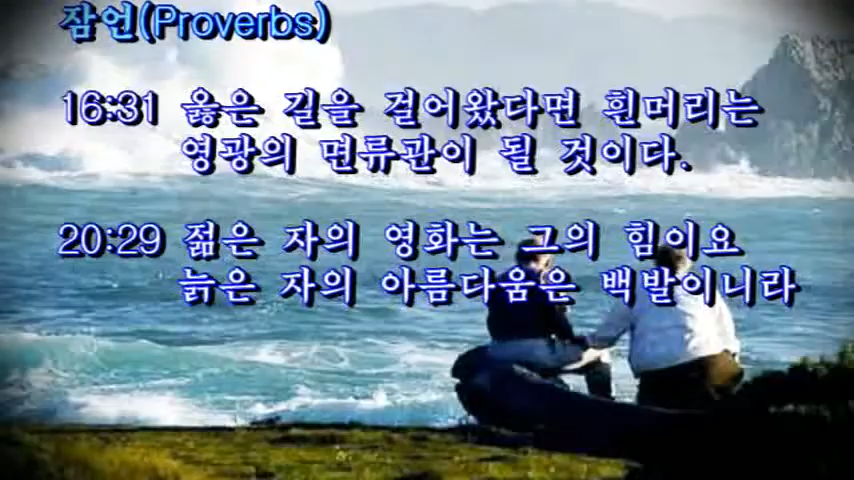 잠언(Proverbs)
16:31 옳은 길을 걸어왔다면 흰머리는
영광의 면류관이 될 것이다.
20:29 젊은 자의 영화는 그의 힘이요
늙은 자의 아름다움은 백발이니라